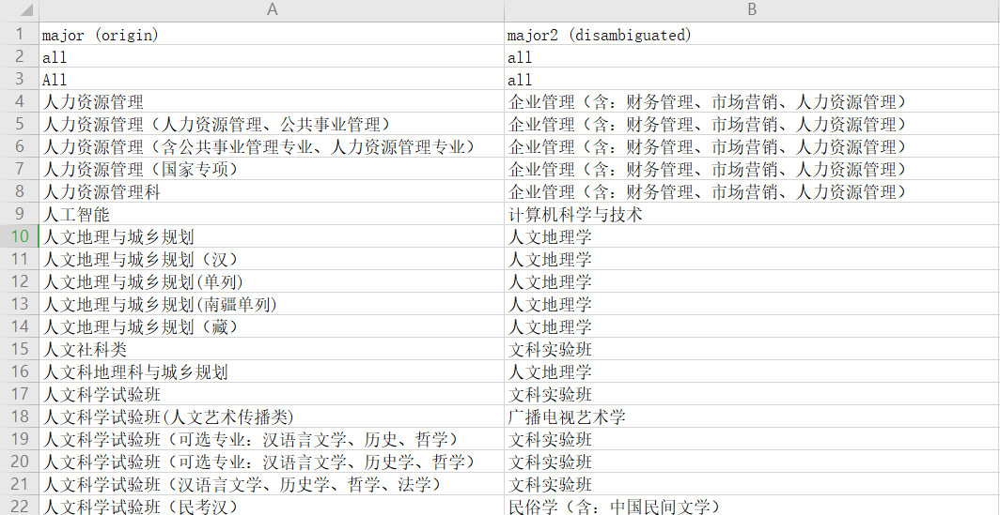 A B
1 major (origin) major2 (disambiguated)
2 all all
3 All all
4 人力资源管理 企业管理（含：财务管理、市场营销、人力资源管理）
5 人力资源管理（人力资源管理、公共事业管理） 企业管理（含：财务管理、市场营销、人力资源管理）
6 人力资源管理（含公共事业管理专业、人力资源管理专业） 企业管理（含：财务管理、市场营销、人力资源管理）
7 人力资源管理（国家专项） 企业管理（含：财务管理、市场营销、人力资源管理）
8 人力资源管理科 企业管理（含：财务管理、市场营销、人力资源管理）
9 人工智能 计算机科学与技术
10 人文地理与城乡规划 人文地理学
11 人文地理与城乡规划（汉） 人文地理学
12 人文地理与城乡规划(单列) 人文地理学
13 人文地理与城乡规划(南疆单列) 人文地理学
14 人文地理与城乡规划（藏） 人文地理学
15 人文社科类 文科实验班
16 人文科地理科与城乡规划 人文地理学
17 人文科学试验班 文科实验班
18 人文科学试验班(人文艺术传播类) 广播电视艺术学
19 人文科学试验班（可选专业：汉语言文学、历史、哲学） 文科实验班
20 人文科学试验班（可选专业：汉语言文学、历史学、哲学） 文科实验班
21 人文科学试验班（汉语言文学、历史学、哲学、法学） 文科实验班
22 人文科学试验班（民考汉） 民俗学（含：中国民间文学）